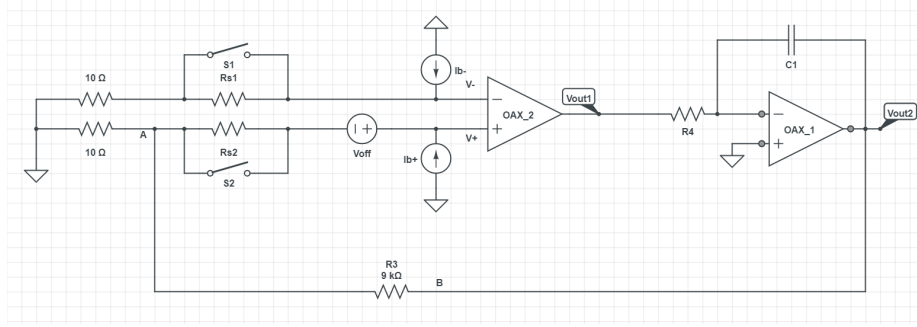 S1
10 Ω
Rs1
Ib-
V-
C1
OAX_2
Vout1
R4
OAX_1
Vout2
A
V+
10 Ω
Rs2
Voff
Ib+
S2
R3
9 kΩ
B